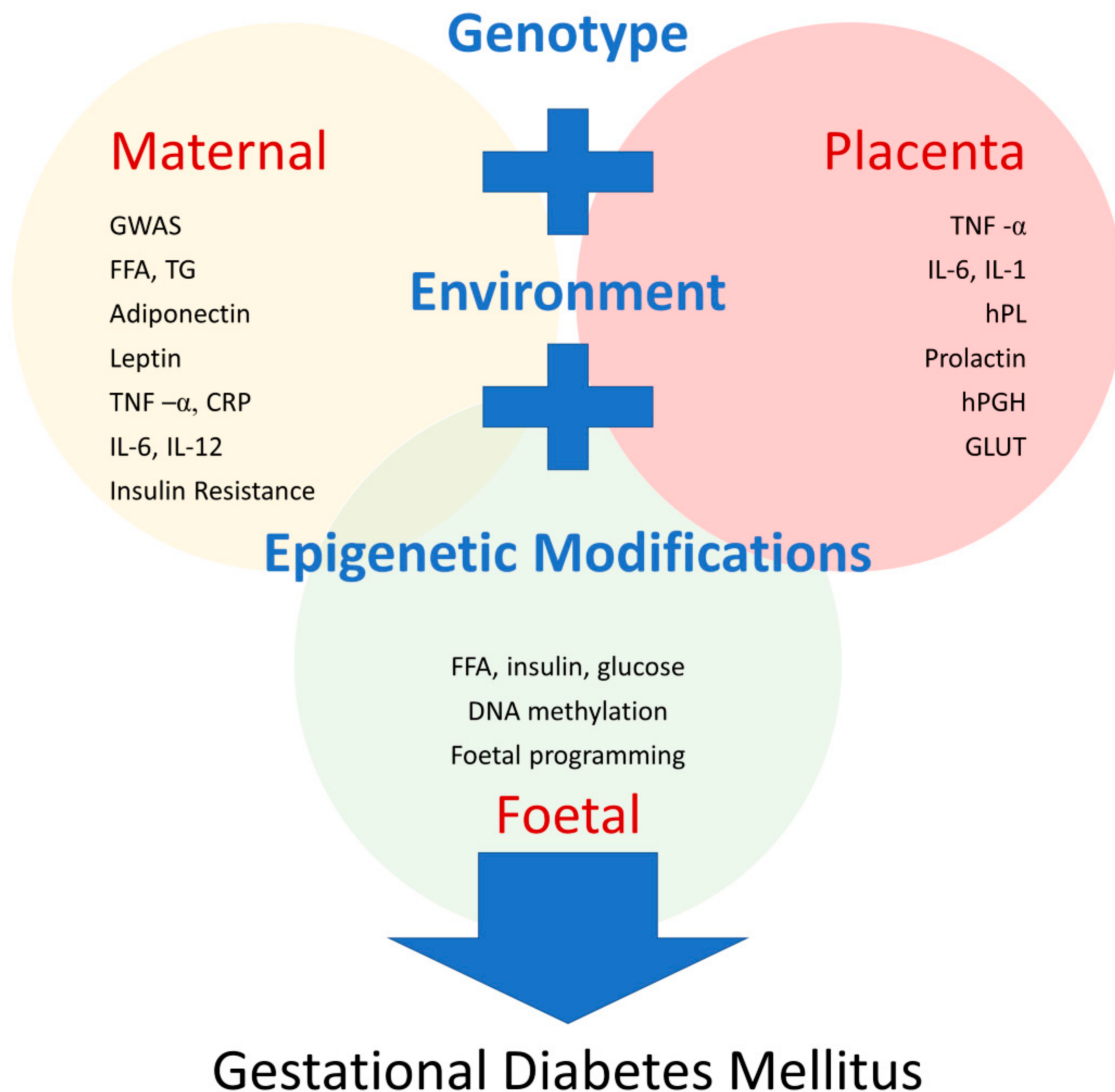 Genotype
Maternal
GWAS
FFA, TG
Adiponectin
Leptin
TNF –α, CRP
IL-6, IL-12
Insulin Resistance
Placenta
TNF -α
IL-6, IL-1
hPL
Prolactin
hPGH
GLUT
Environment
Epigenetic Modifications
FFA, insulin, glucose
DNA methylation
Foetal programming
Foetal
Gestational Diabetes Mellitus